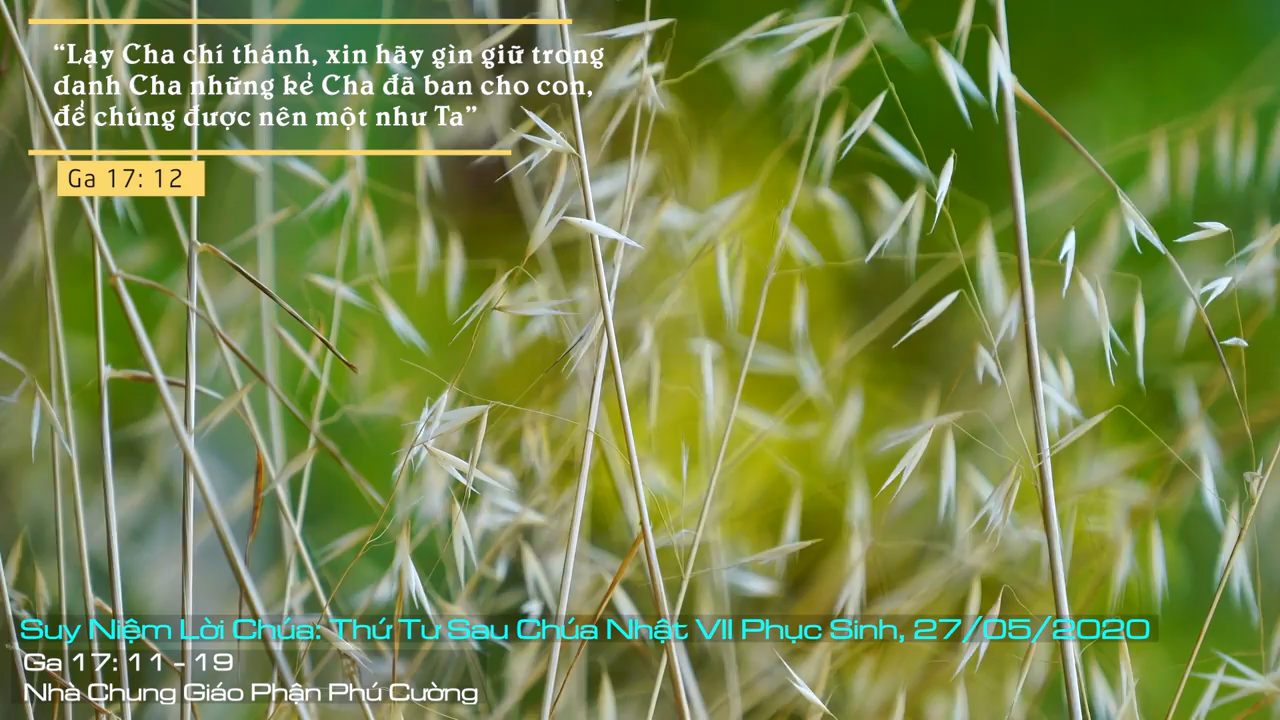 “Lạy Cha chí thánh, xin hãy gìn giữ trong
danh Cha những kẻ Cha đã ban cho con,
để chúng được nên một như Ta”
Ga 17: 12
Suy Niệm Lời Chúa: Thứ Tư Sau Chúa Nhật VII Phục Sinh, 27/05/2020
Ga 17: 11 - 19
Nhà Chung Giáo Phận Phú Cường